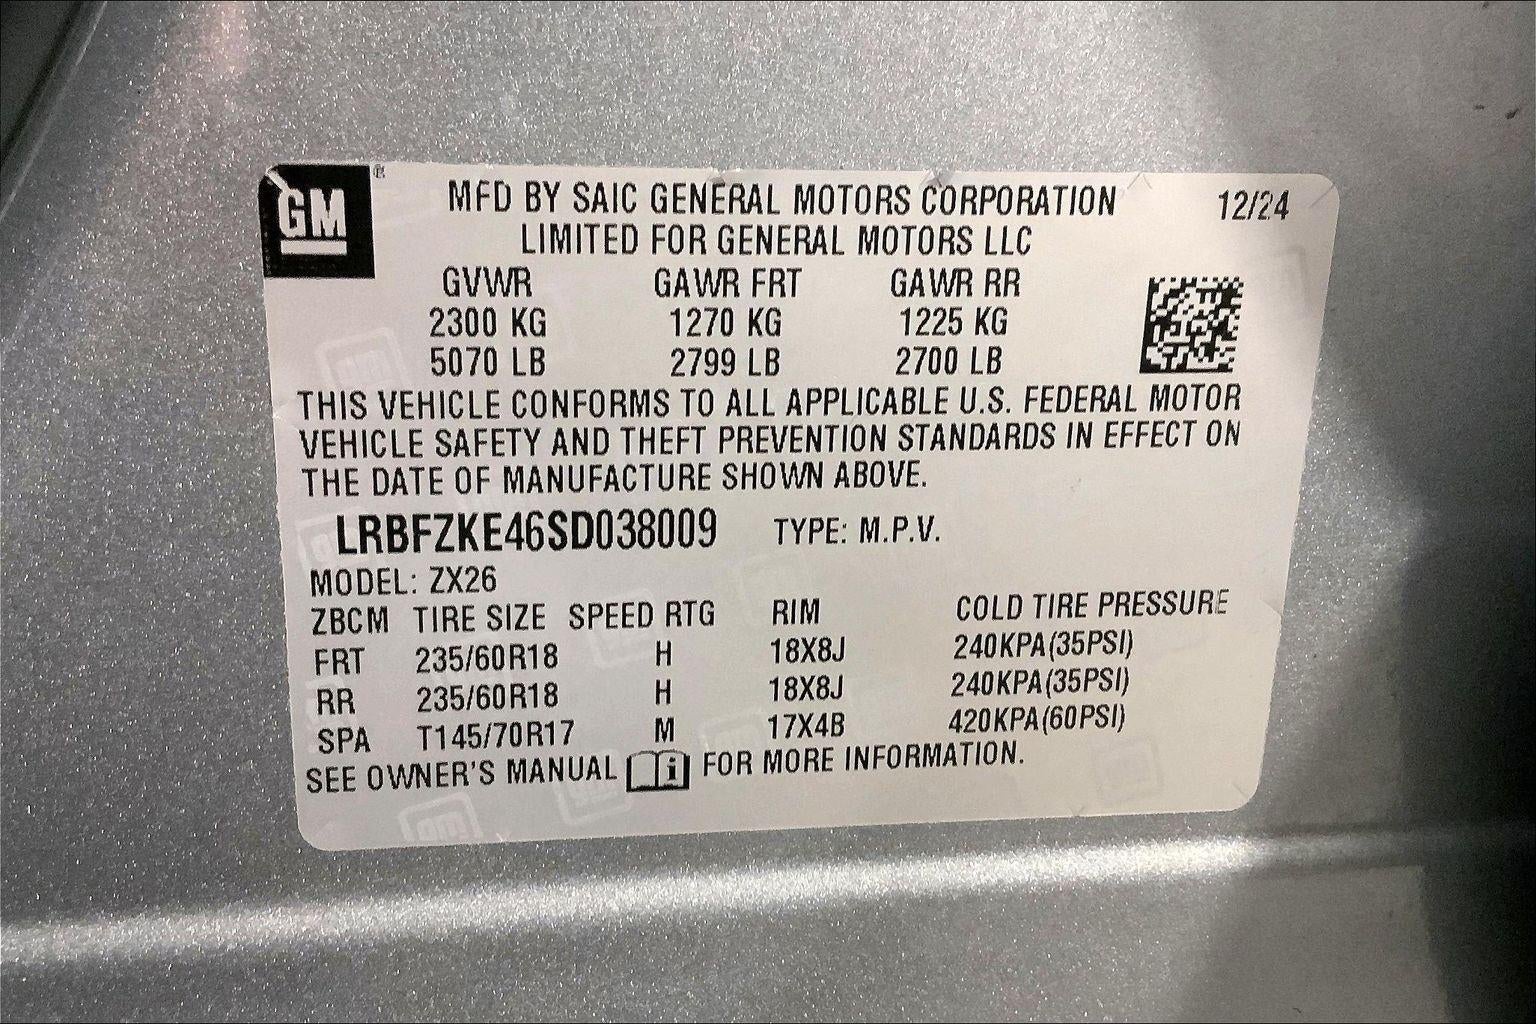 GM ®
MFD BY SAIC GENERAL MOTORS CORPORATION 12/24
LIMITED FOR GENERAL MOTORS LLC
GVWR GAWR FRT GAWR RR
2300 KG 1270 KG 1225 KG
5070 LB 2799 LB 2700 LB
THIS VEHICLE CONFORMS TO ALL APPLICABLE U.S. FEDERAL MOTOR
VEHICLE SAFETY AND THEFT PREVENTION STANDARDS IN EFFECT ON
THE DATE OF MANUFACTURE SHOWN ABOVE.
LRBFZKE46SD038009 TYPE: M.P.V.
MODEL: ZX26
ZBCM TIRE SIZE SPEED RTG RIM COLD TIRE PRESSURE
FRT 235/60R18 H 18X8J 240KPA(35PSI)
RR 235/60R18 H 18X8J 240KPA(35PSI)
SPA T145/70R17 M 17X4B 420KPA(60PSI)
SEE OWNER'S MANUAL i FOR MORE INFORMATION.